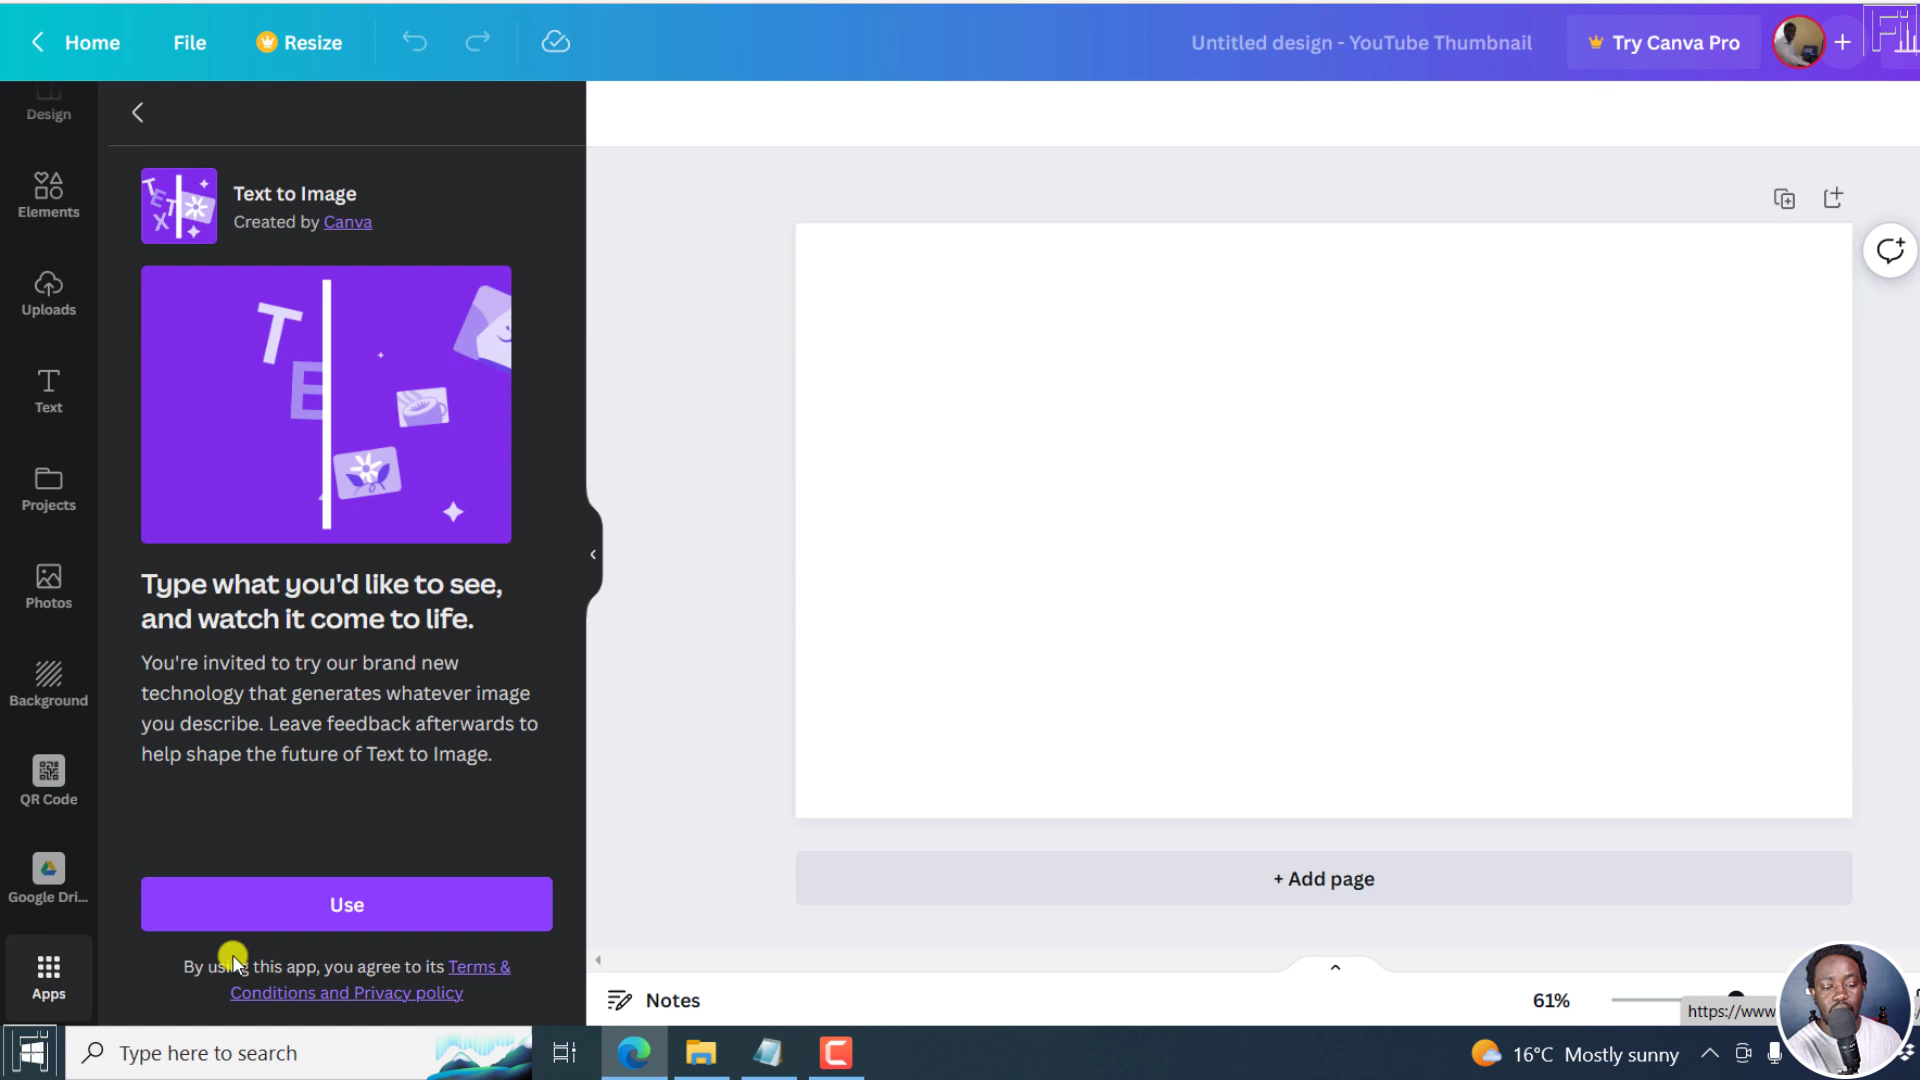 Home
File
Resize
Untitled design - YouTube Thumbnail
Try Canva Pro
Design
Elements
Uploads
Text
Projects
Photos
Background
QR Code
Google Dri...
Apps
TEXT
Text to Image
Created by Canva
T
E
Type what you'd like to see,
and watch it come to life.
You're invited to try our brand new
technology that generates whatever image
you describe. Leave feedback afterwards to
help shape the future of Text to Image.
Use
By using this app, you agree to its Terms &
Conditions and Privacy policy
+ Add page
Notes
61%
https://www
Type here to search
16°C Mostly sunny